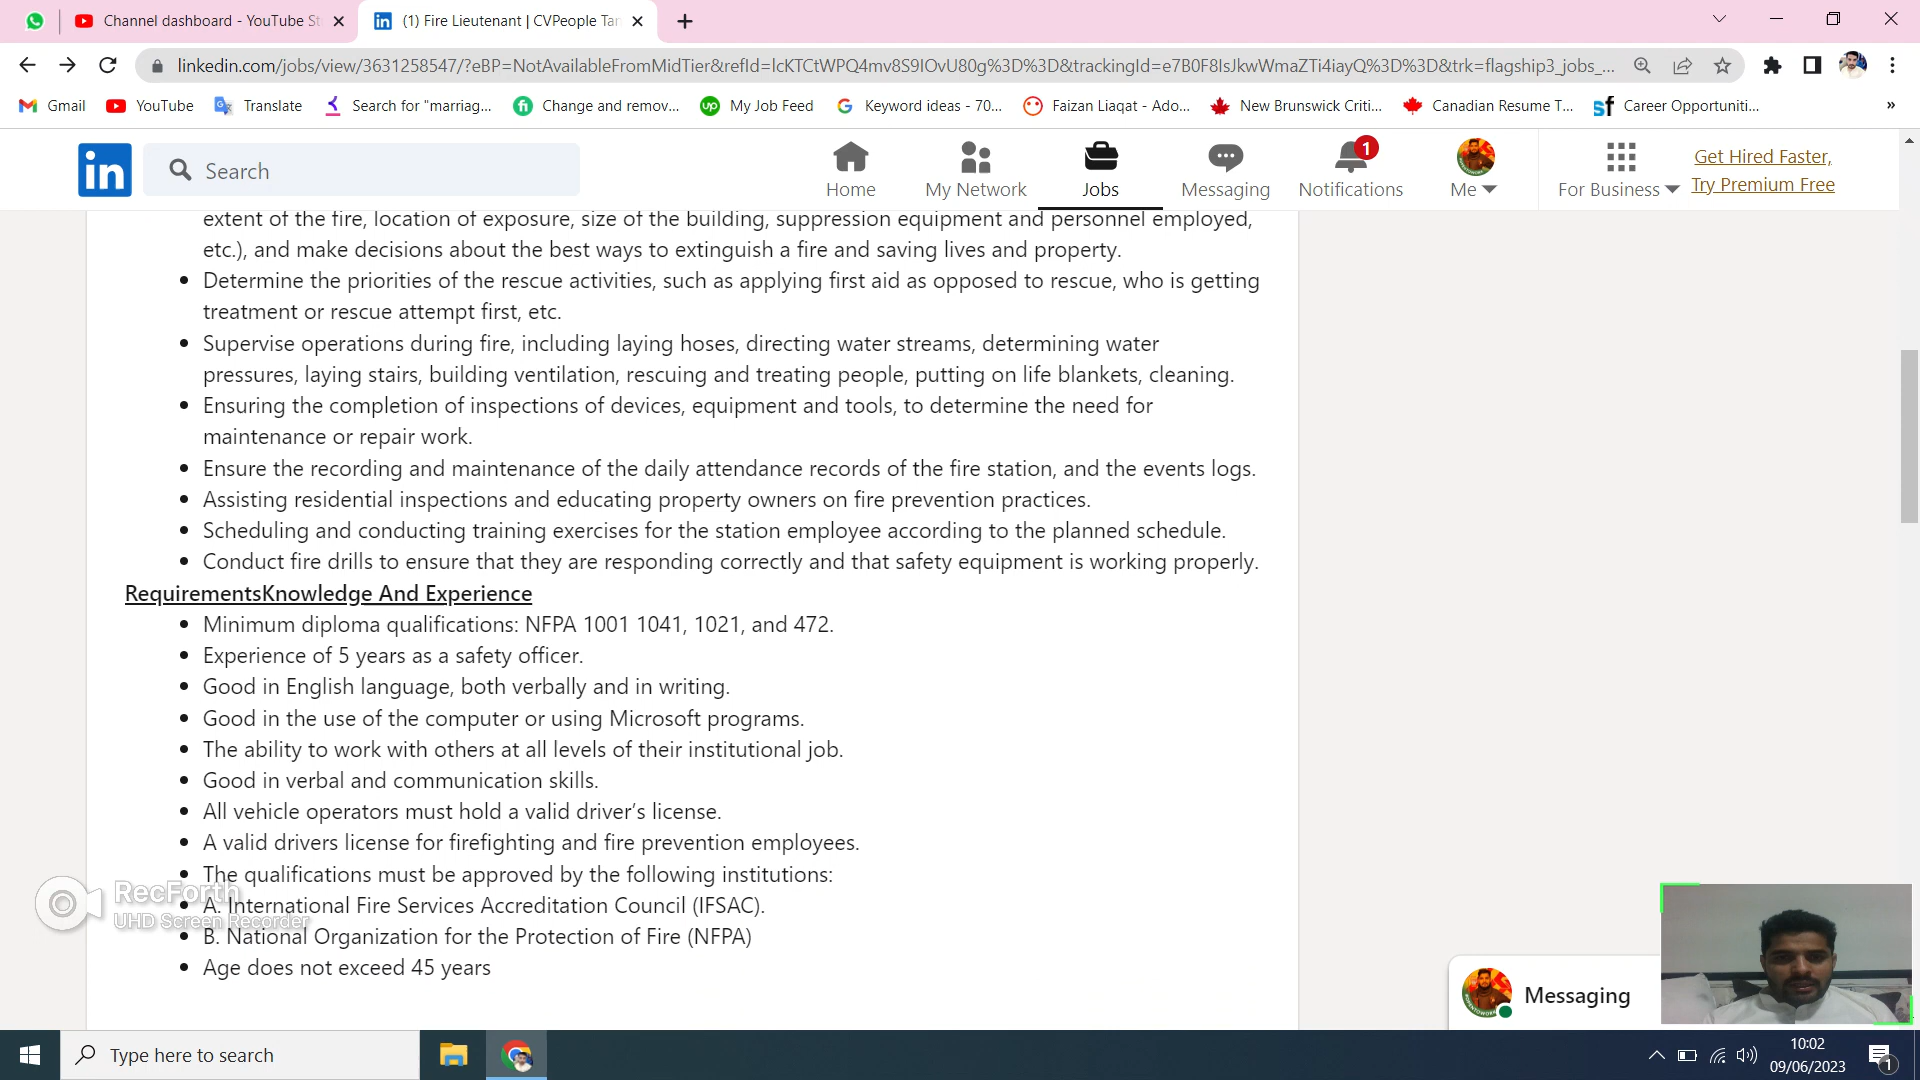 Channel dashboard - YouTube St
(1) Fire Lieutenant | CVPeople Tan
linkedin.com/jobs/view/3631258547/?eBP=NotAvailableFromMidTier&refId=lcKTCtWPQ4mv8S9IOvU80g%3D%3D&trackingId=e7B0F8IsJkwWmaZTi4iayQ%3D%3D&trk=flagship3_jobs_...
Gmail YouTube Translate Search for "marriag... Change and remov... My Job Feed Keyword ideas - 70... Faizan Liaqat - Ado... New Brunswick Criti... Canadian Resume T... Career Opportuniti... »
in Search
Home My Network Jobs Messaging 1 Notifications Me For Business
Get Hired Faster,
Try Premium Free
extent of the fire, location of exposure, size of the building, suppression equipment and personnel employed,
etc.), and make decisions about the best ways to extinguish a fire and saving lives and property.
• Determine the priorities of the rescue activities, such as applying first aid as opposed to rescue, who is getting
treatment or rescue attempt first, etc.
• Supervise operations during fire, including laying hoses, directing water streams, determining water
pressures, laying stairs, building ventilation, rescuing and treating people, putting on life blankets, cleaning.
• Ensuring the completion of inspections of devices, equipment and tools, to determine the need for
maintenance or repair work.
• Ensure the recording and maintenance of the daily attendance records of the fire station, and the events logs.
• Assisting residential inspections and educating property owners on fire prevention practices.
• Scheduling and conducting training exercises for the station employee according to the planned schedule.
• Conduct fire drills to ensure that they are responding correctly and that safety equipment is working properly.
RequirementsKnowledge And Experience
• Minimum diploma qualifications: NFPA 1001 1041, 1021, and 472.
• Experience of 5 years as a safety officer.
• Good in English language, both verbally and in writing.
• Good in the use of the computer or using Microsoft programs.
• The ability to work with others at all levels of their institutional job.
• Good in verbal and communication skills.
• All vehicle operators must hold a valid driver’s license.
• A valid drivers license for firefighting and fire prevention employees.
• The qualifications must be approved by the following institutions:
• A. International Fire Services Accreditation Council (IFSAC).
• B. National Organization for the Protection of Fire (NFPA)
• Age does not exceed 45 years
RecForth
UHD Screen Recorder
Messaging
Type here to search
10:02
09/06/2023
1